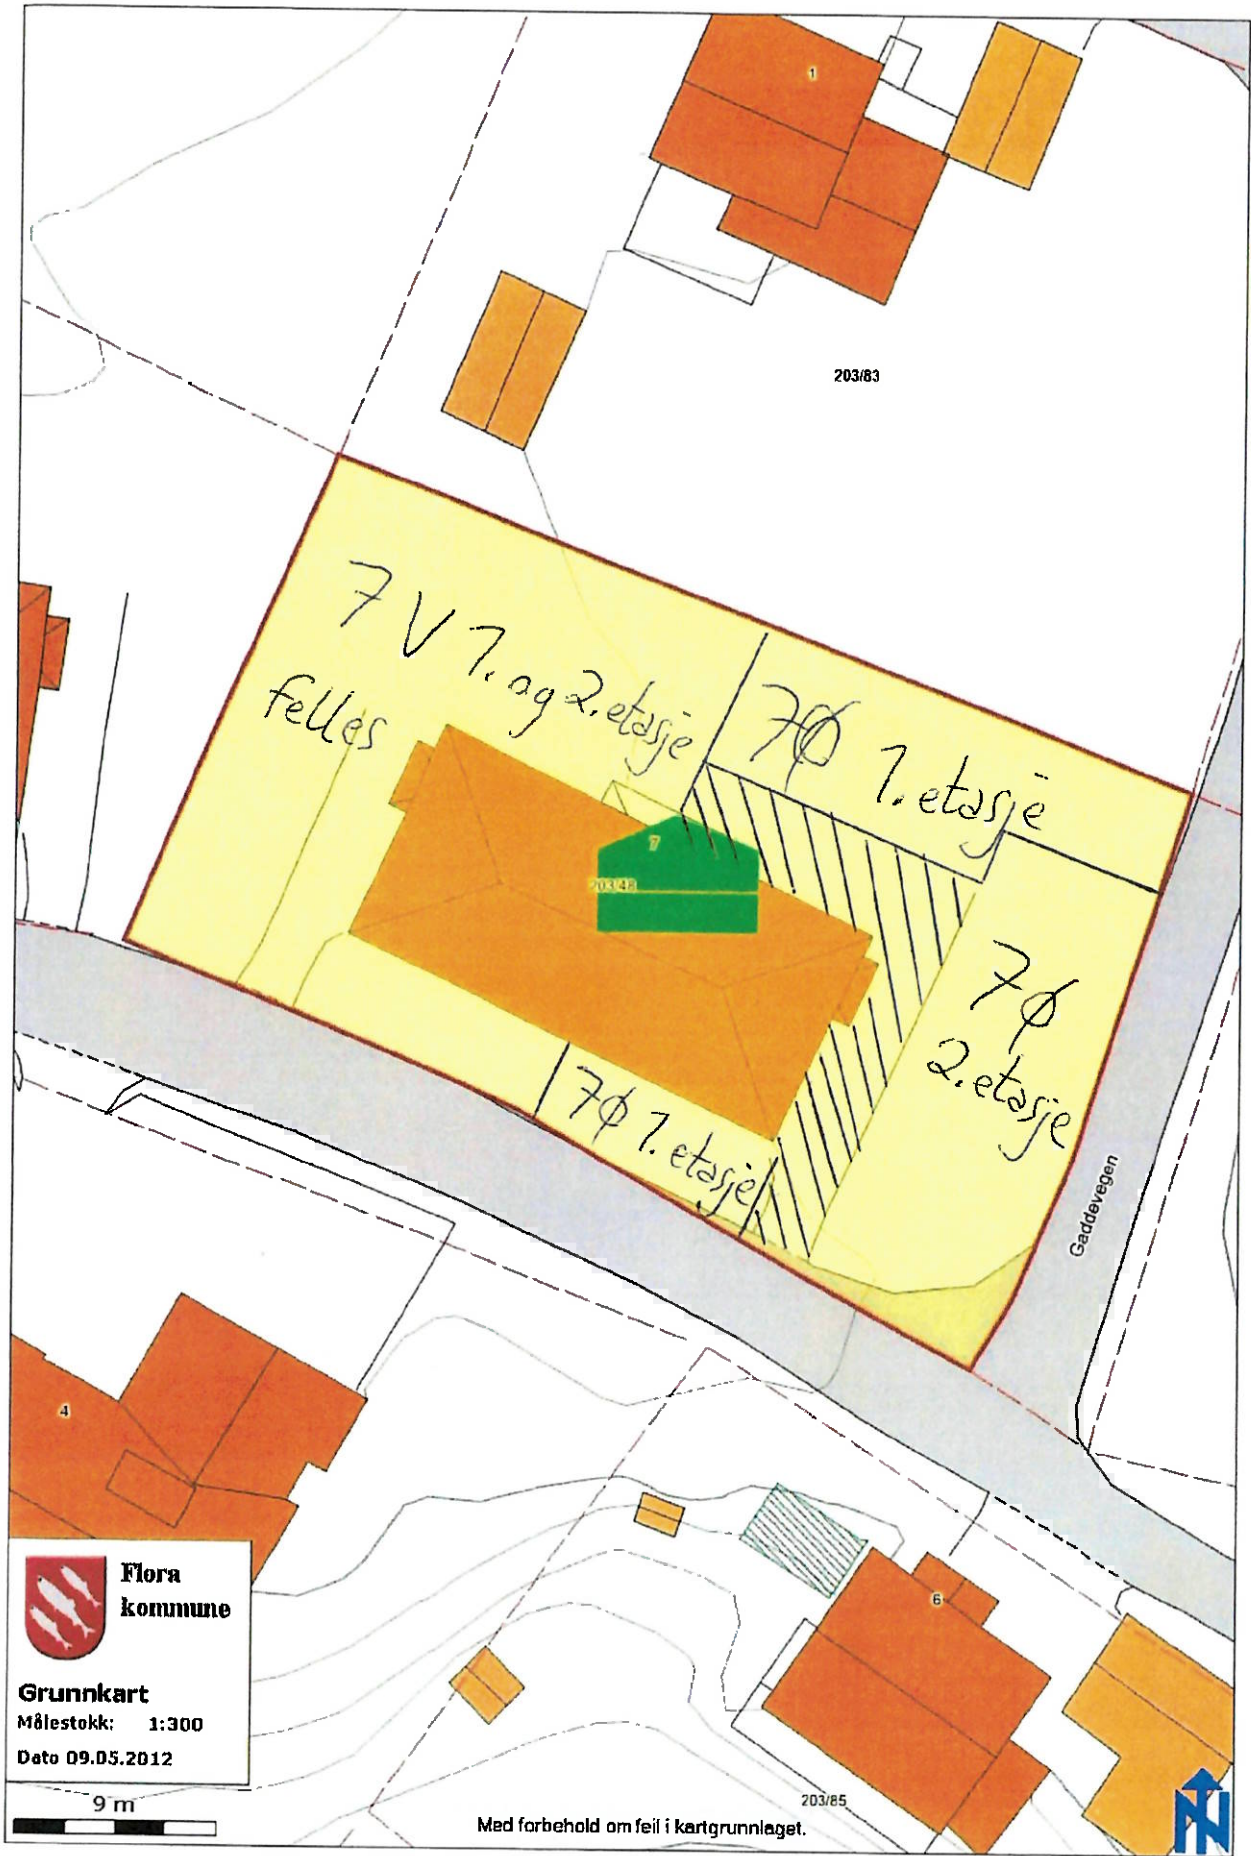 1
203/83
7 V 1. og 2. etasje
felles
7Ø 1. etasje
7
203/48
7Ø
2. etasje
7Ø 1. etasje
Gaddevegen
4
6
Flora
kommune
Grunnkart
Målestokk: 1:300
Dato 09.05.2012
9 m
Med forbehold om feil i kartgrunnlaget.
203/85
N